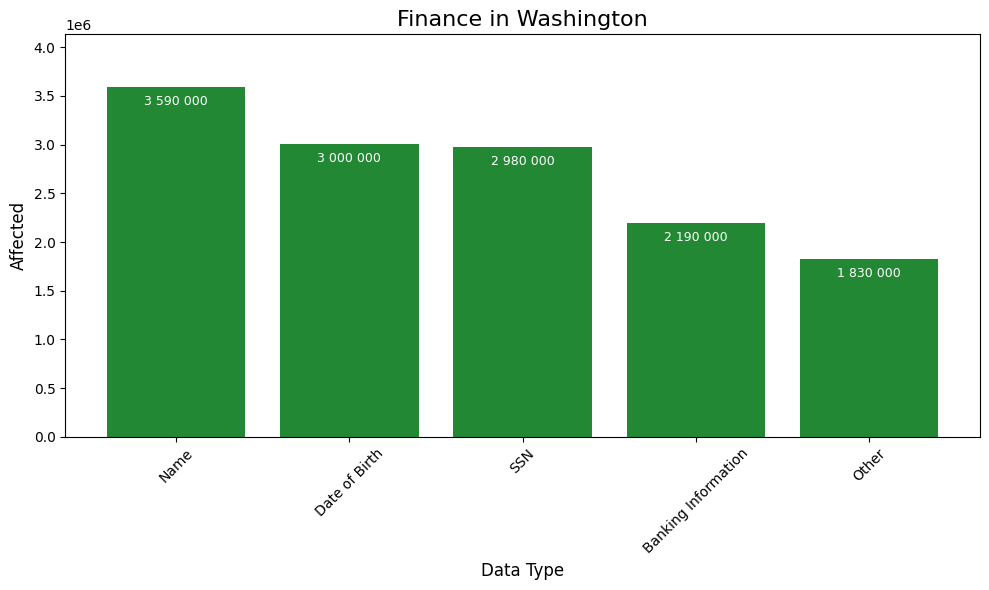 Finance in Washington
1e6
4.0
3.5
3.0
2.5
2.0
1.5
1.0
0.5
0.0
Affected
3 590 000
3 000 000
2 980 000
2 190 000
1 830 000
Name
Date of Birth
SSN
Banking Information
Other
Data Type